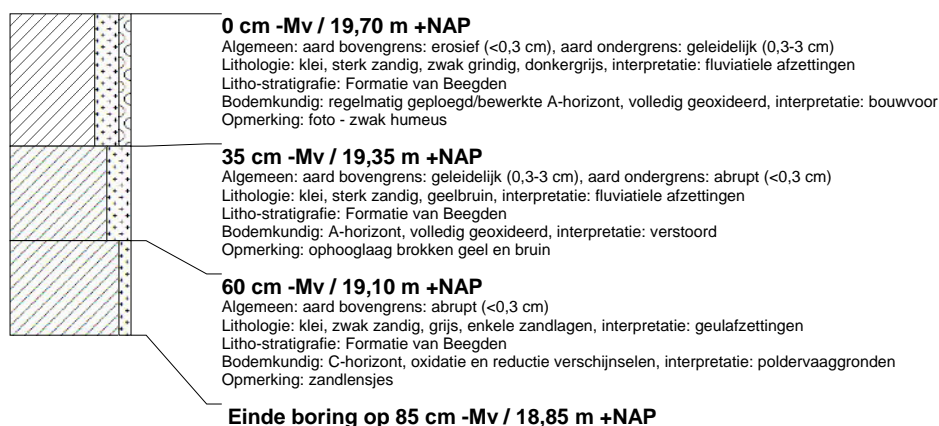 0 cm -Mv / 19,70 m +NAP
Algemeen: aard bovengrens: erosief (<0,3 cm), aard ondergrens: geleidelijk (0,3-3 cm)
Lithologie: klei, sterk zandig, zwak grindig, donkergrijs, interpretatie: fluviatiele afzettingen
Litho-stratigrafie: Formatie van Beegden
Bodemkundig: regelmatig geploegd/bewerkte A-horizont, volledig geoxideerd, interpretatie: bouwvoor
Opmerking: foto - zwak humeus
35 cm -Mv / 19,35 m +NAP
Algemeen: aard bovengrens: geleidelijk (0,3-3 cm), aard ondergrens: abrupt (<0,3 cm)
Lithologie: klei, sterk zandig, geelbruin, interpretatie: fluviatiele afzettingen
Litho-stratigrafie: Formatie van Beegden
Bodemkundig: A-horizont, volledig geoxideerd, interpretatie: verstoord
Opmerking: ophooglaag brokken geel en bruin
60 cm -Mv / 19,10 m +NAP
Algemeen: aard bovengrens: abrupt (<0,3 cm)
Lithologie: klei, zwak zandig, grijs, enkele zandlagen, interpretatie: geulafzettingen
Litho-stratigrafie: Formatie van Beegden
Bodemkundig: C-horizont, oxidatie en reductie verschijnselen, interpretatie: poldervaaggronden
Opmerking: zandlensjes
Einde boring op 85 cm -Mv / 18,85 m +NAP